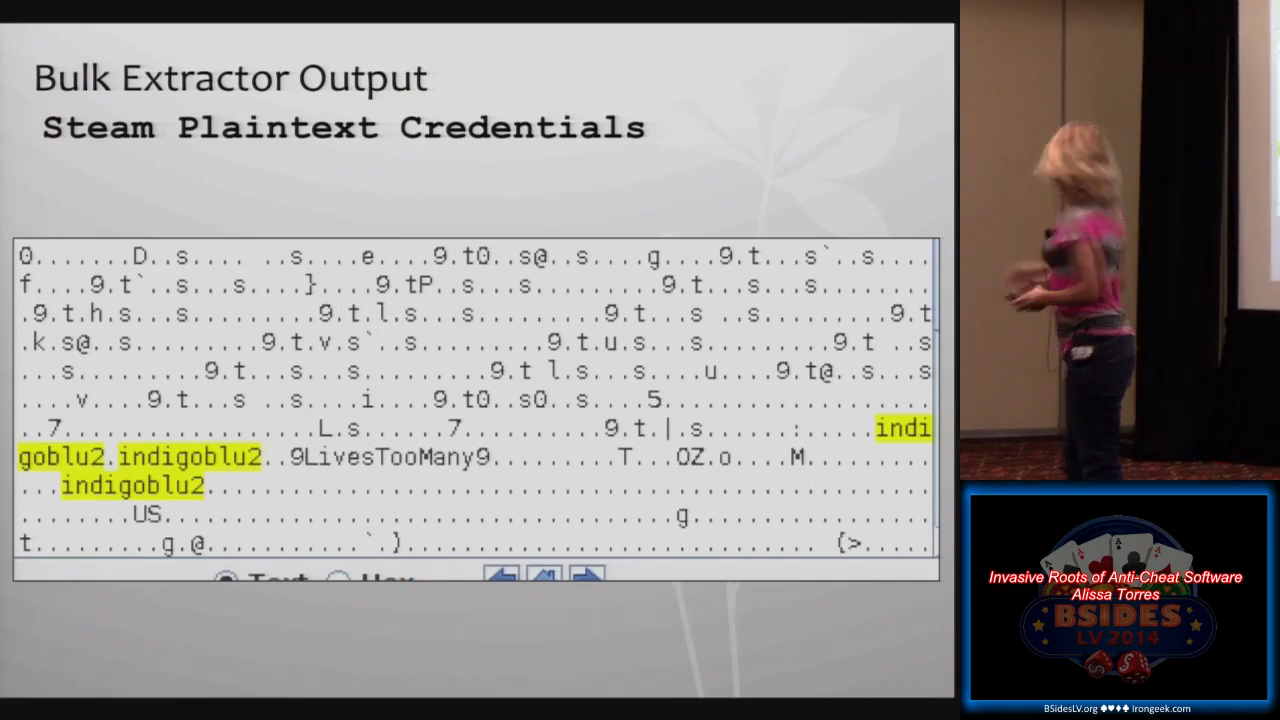 Bulk Extractor Output
Steam Plaintext Credentials
0.......D..s.... ..s....e....9.t0..s@..s....g....9.t...s`..s....
f....9.t`..s...s....}....9.tP..s...s.........9.t...s...s........
.9.t.h.s...s.........9.t.l.s...s.........9.t...s ..s.........9.t
.k.s@..s.........9.t.v.s` .s.........9.t.u.s...s.........9.t ..s
...s.........9.t...s...s.........9.t l.s...s....u....9.t@..s...s
....v....9.t...s ..s....i....9.t0..s0..s....5...................
..7..................L.s......7..........9.t.|.s......:.....indi
goblu2.indigoblu2..9LivesTooMany9.........T...OZ.o....M.........
...indigoblu2...................................................
........US....................................g.................
t.........g.@...........`.}.............................. {>.....
Text Hex
Invasive Roots of Anti-Cheat Software
Alissa Torres
BSIDES
LV 2014
BSidesLV.org ♠♥♦♣ Irongeek.com